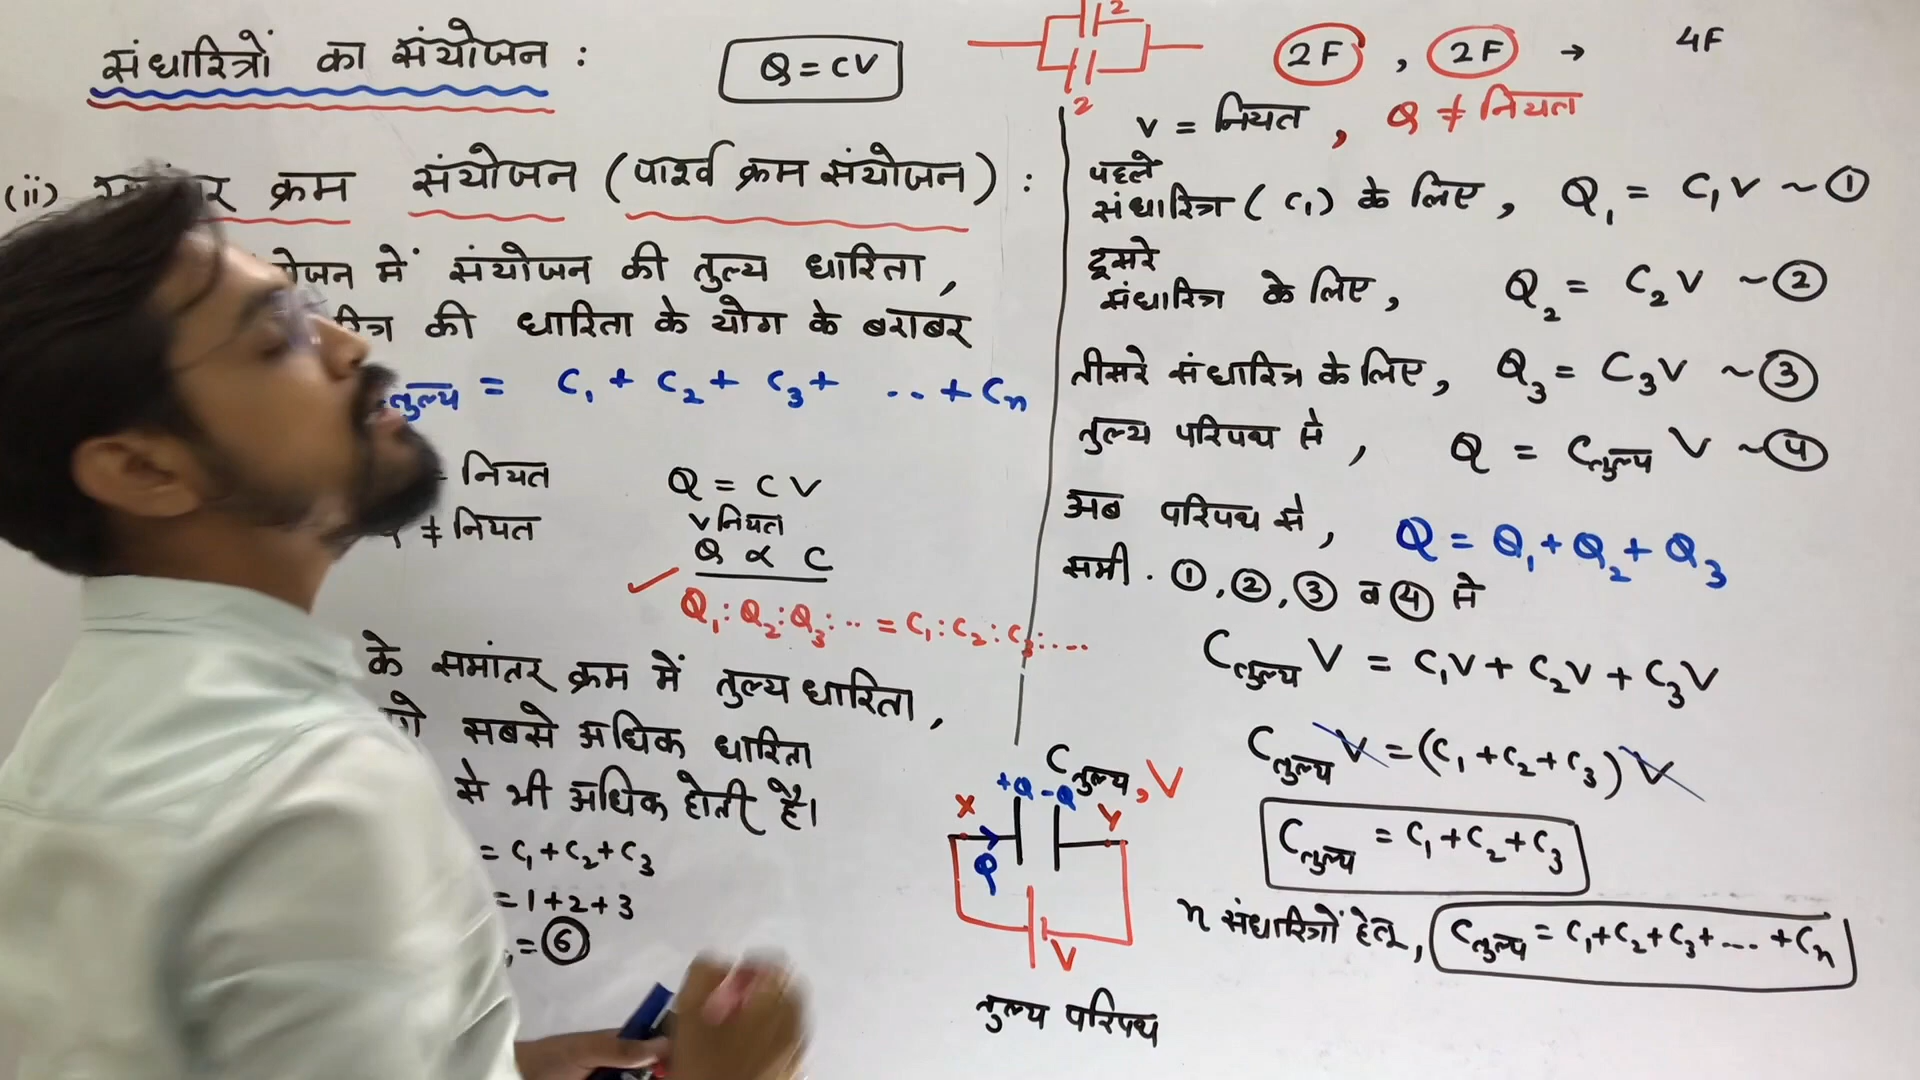 संधारित्रों का संयोजन :
Q = CV
(ii) क्रम संयोजन (पार्श्व क्रम संयोजन) :
में संयोजन की तुल्य धारिता,
की धारिता के योग के बराबर
तुल्य = C₁ + C₂ + C₃ + .. + Cₙ
= नियत
≠ नियत
Q = CV
V नियत
Q ∝ C
✓ Q₁ : Q₂ : Q₃ : .. = C₁ : C₂ : C₃ : ....
के समांतर क्रम में तुल्य धारिता,
सबसे अधिक धारिता
से भी अधिक होती है।
= C₁ + C₂ + C₃
= 1 + 2 + 3
= 6
2
2
2F , 2F → 4F
V = नियत , Q ≠ नियत
पहले
संधारित्र ( C₁ ) के लिए , Q₁ = C₁V ~ ①
दूसरे
संधारित्र के लिए , Q₂ = C₂V ~ ②
तीसरे संधारित्र के लिए , Q₃ = C₃V ~ ③
तुल्य परिपथ से , Q = Cतुल्य V ~ ④
अब परिपथ से , Q = Q₁ + Q₂ + Q₃
समी . ① , ② , ③ व ④ से
Cतुल्य V = C₁V + C₂V + C₃V
Cतुल्य V = (C₁ + C₂ + C₃) V
Cतुल्य = C₁ + C₂ + C₃
n संधारित्रों हेतु , Cतुल्य = C₁ + C₂ + C₃ + .... + Cₙ
Cतुल्य , V
+Q -Q
X Y
Q
V
तुल्य परिपथ